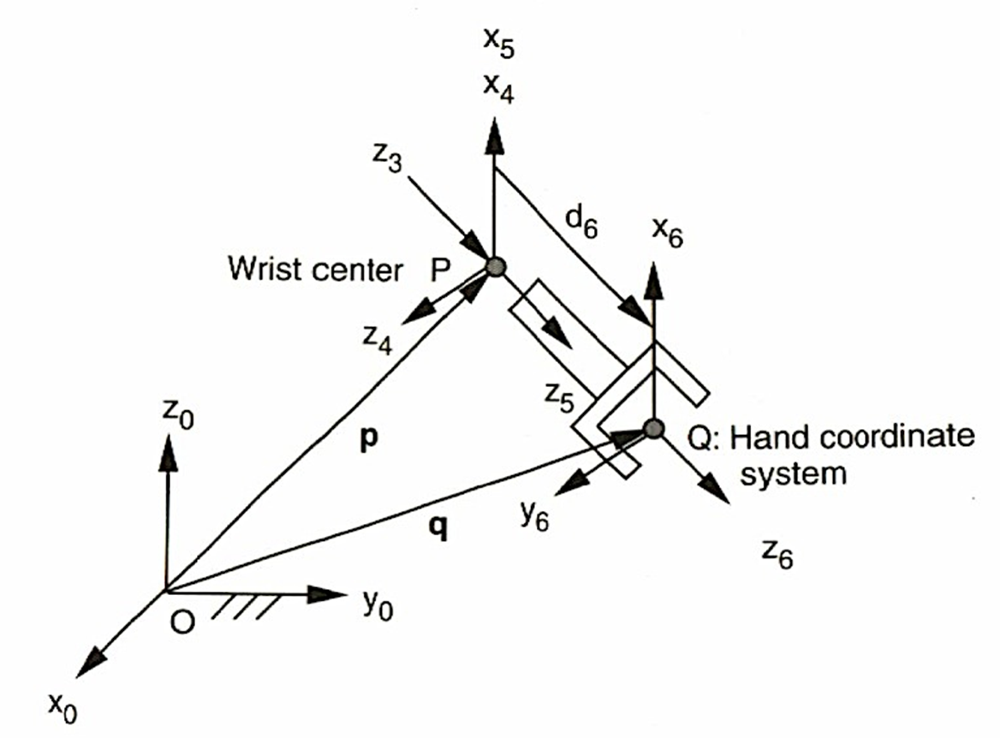 x5
x4
z3
d6
x6
Wrist center P
z4
z5
z0
p
Q: Hand coordinate
system
y6
q
z6
y0
O
x0